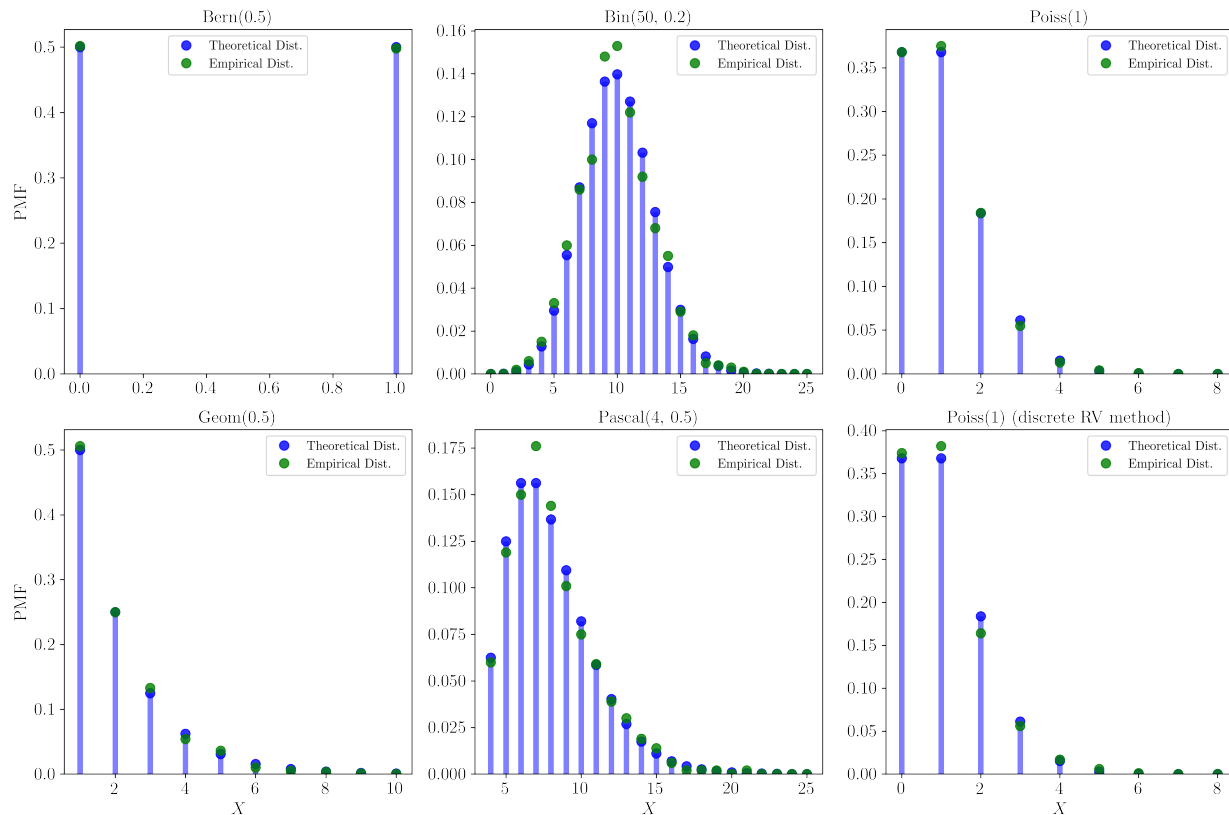 Bern(0.5)
PMF
0.5
0.4
0.3
0.2
0.1
0.0
0.0 0.2 0.4 0.6 0.8 1.0
Theoretical Dist.
Empirical Dist.
Bin(50, 0.2)
0.16
0.14
0.12
0.10
0.08
0.06
0.04
0.02
0.00
0 5 10 15 20 25
Theoretical Dist.
Empirical Dist.
Poiss(1)
0.35
0.30
0.25
0.20
0.15
0.10
0.05
0.00
0 2 4 6 8
Theoretical Dist.
Empirical Dist.
Geom(0.5)
PMF
0.5
0.4
0.3
0.2
0.1
0.0
2 4 6 8 10
X
Theoretical Dist.
Empirical Dist.
Pascal(4, 0.5)
0.175
0.150
0.125
0.100
0.075
0.050
0.025
0.000
5 10 15 20 25
X
Theoretical Dist.
Empirical Dist.
Poiss(1) (discrete RV method)
0.40
0.35
0.30
0.25
0.20
0.15
0.10
0.05
0.00
0 2 4 6 8
X
Theoretical Dist.
Empirical Dist.